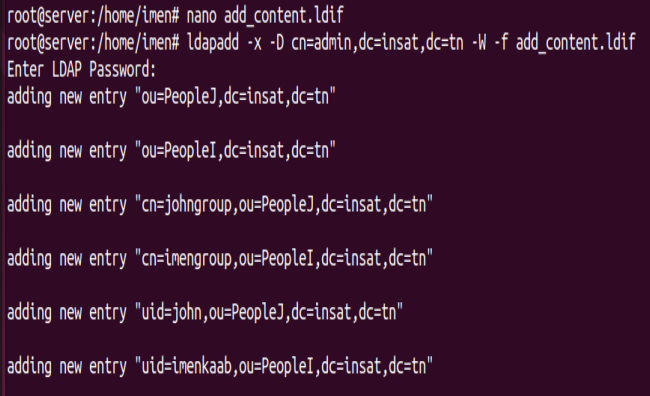 root@server:/home/imen# nano add_content.ldif
root@server:/home/imen# ldapadd -x -D cn=admin,dc=insat,dc=tn -W -f add_content.ldif
Enter LDAP Password:
adding new entry "ou=PeopleJ,dc=insat,dc=tn"
adding new entry "ou=PeopleI,dc=insat,dc=tn"
adding new entry "cn=johngroup,ou=PeopleJ,dc=insat,dc=tn"
adding new entry "cn=imengroup,ou=PeopleI,dc=insat,dc=tn"
adding new entry "uid=john,ou=PeopleJ,dc=insat,dc=tn"
adding new entry "uid=imenkaab,ou=PeopleI,dc=insat,dc=tn"